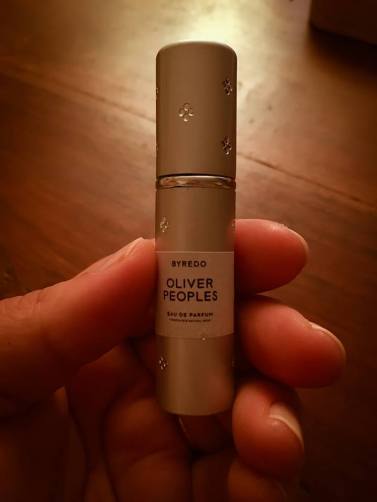 BYREDO
OLIVER
PEOPLES
EAU DE PARFUM